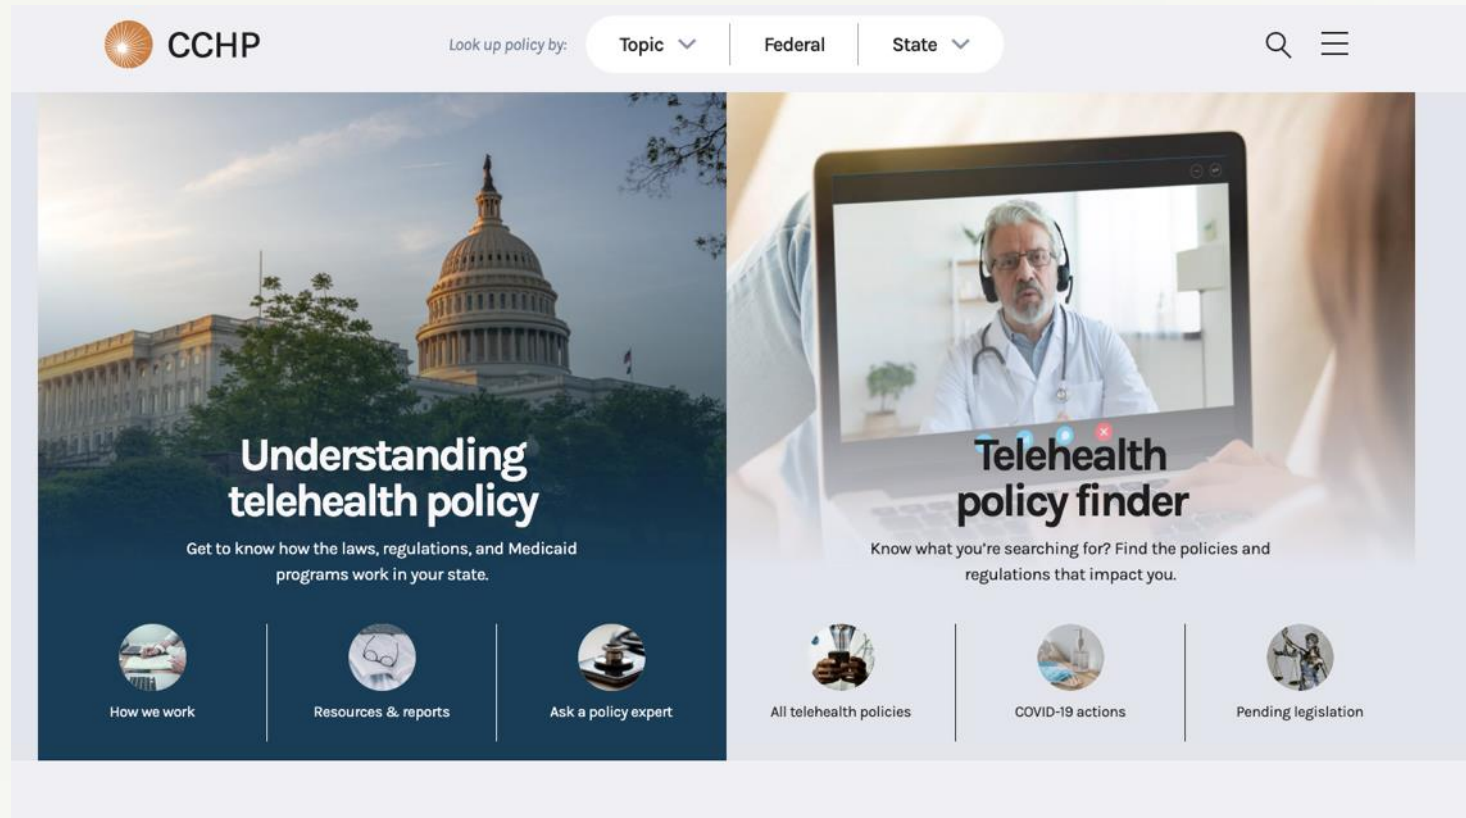 CCHP
Look up policy by:
Topic
Federal
State
Understanding
telehealth policy
Get to know how the laws, regulations, and Medicaid
programs work in your state.
How we work
Resources & reports
Ask a policy expert
Telehealth
policy finder
Know what you're searching for? Find the policies and
regulations that impact you.
All telehealth policies
COVID-19 actions
Pending legislation